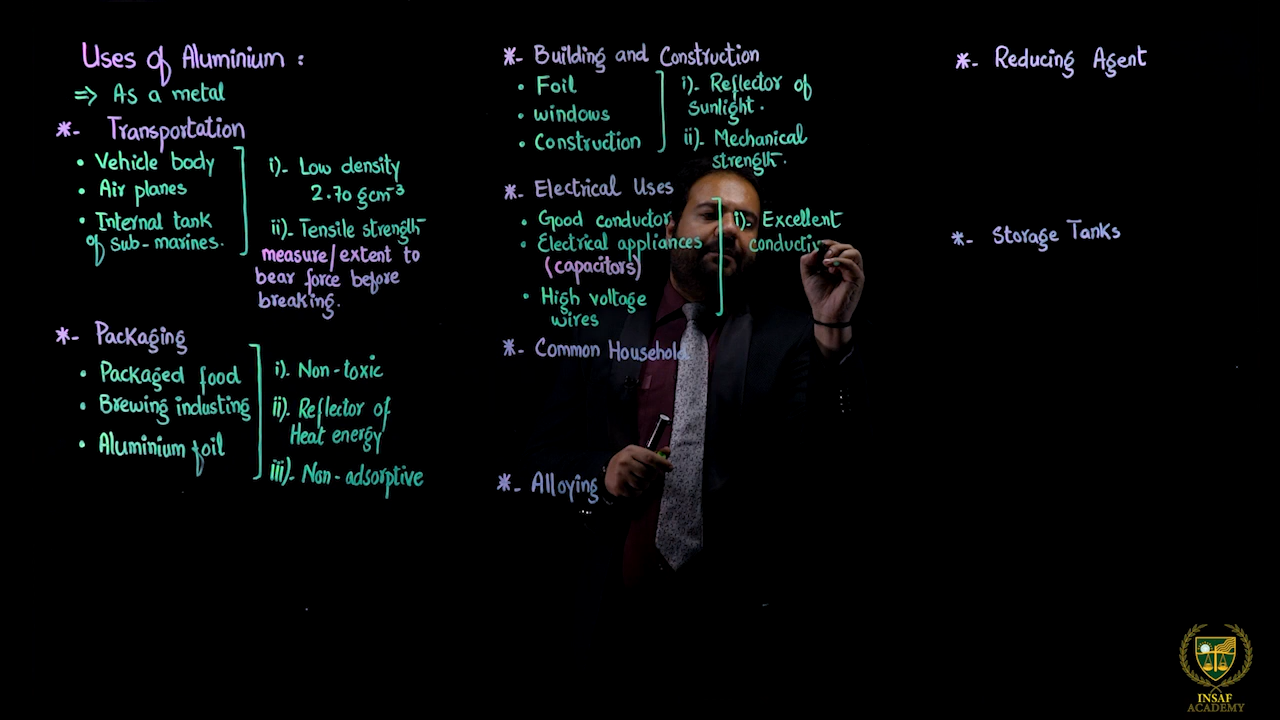 Uses of Aluminium :
⇒ As a metal
*- Transportation
• Vehicle body
• Air planes
• Internal tank
of Sub-marines.
i)- Low density
2.70 gcm⁻³
ii)- Tensile strength
measure/extent to
bear force before
breaking.
*- Packaging
• Packaged food
• Brewing industing
• Aluminium foil
i)- Non-toxic
ii)- Reflector of
Heat energy
iii)- Non-adsorptive
*- Building and Construction
• Foil
• windows
• Construction
i)- Reflector of
Sunlight.
ii)- Mechanical
strength.
*- Electrical Uses
• Good conductor
• Electrical appliances
(capacitors)
• High voltage
wires
i)- Excellent
conductiv
*- Common Household
*- Alloying
*- Reducing Agent
*- Storage Tanks
INSAF
ACADEMY